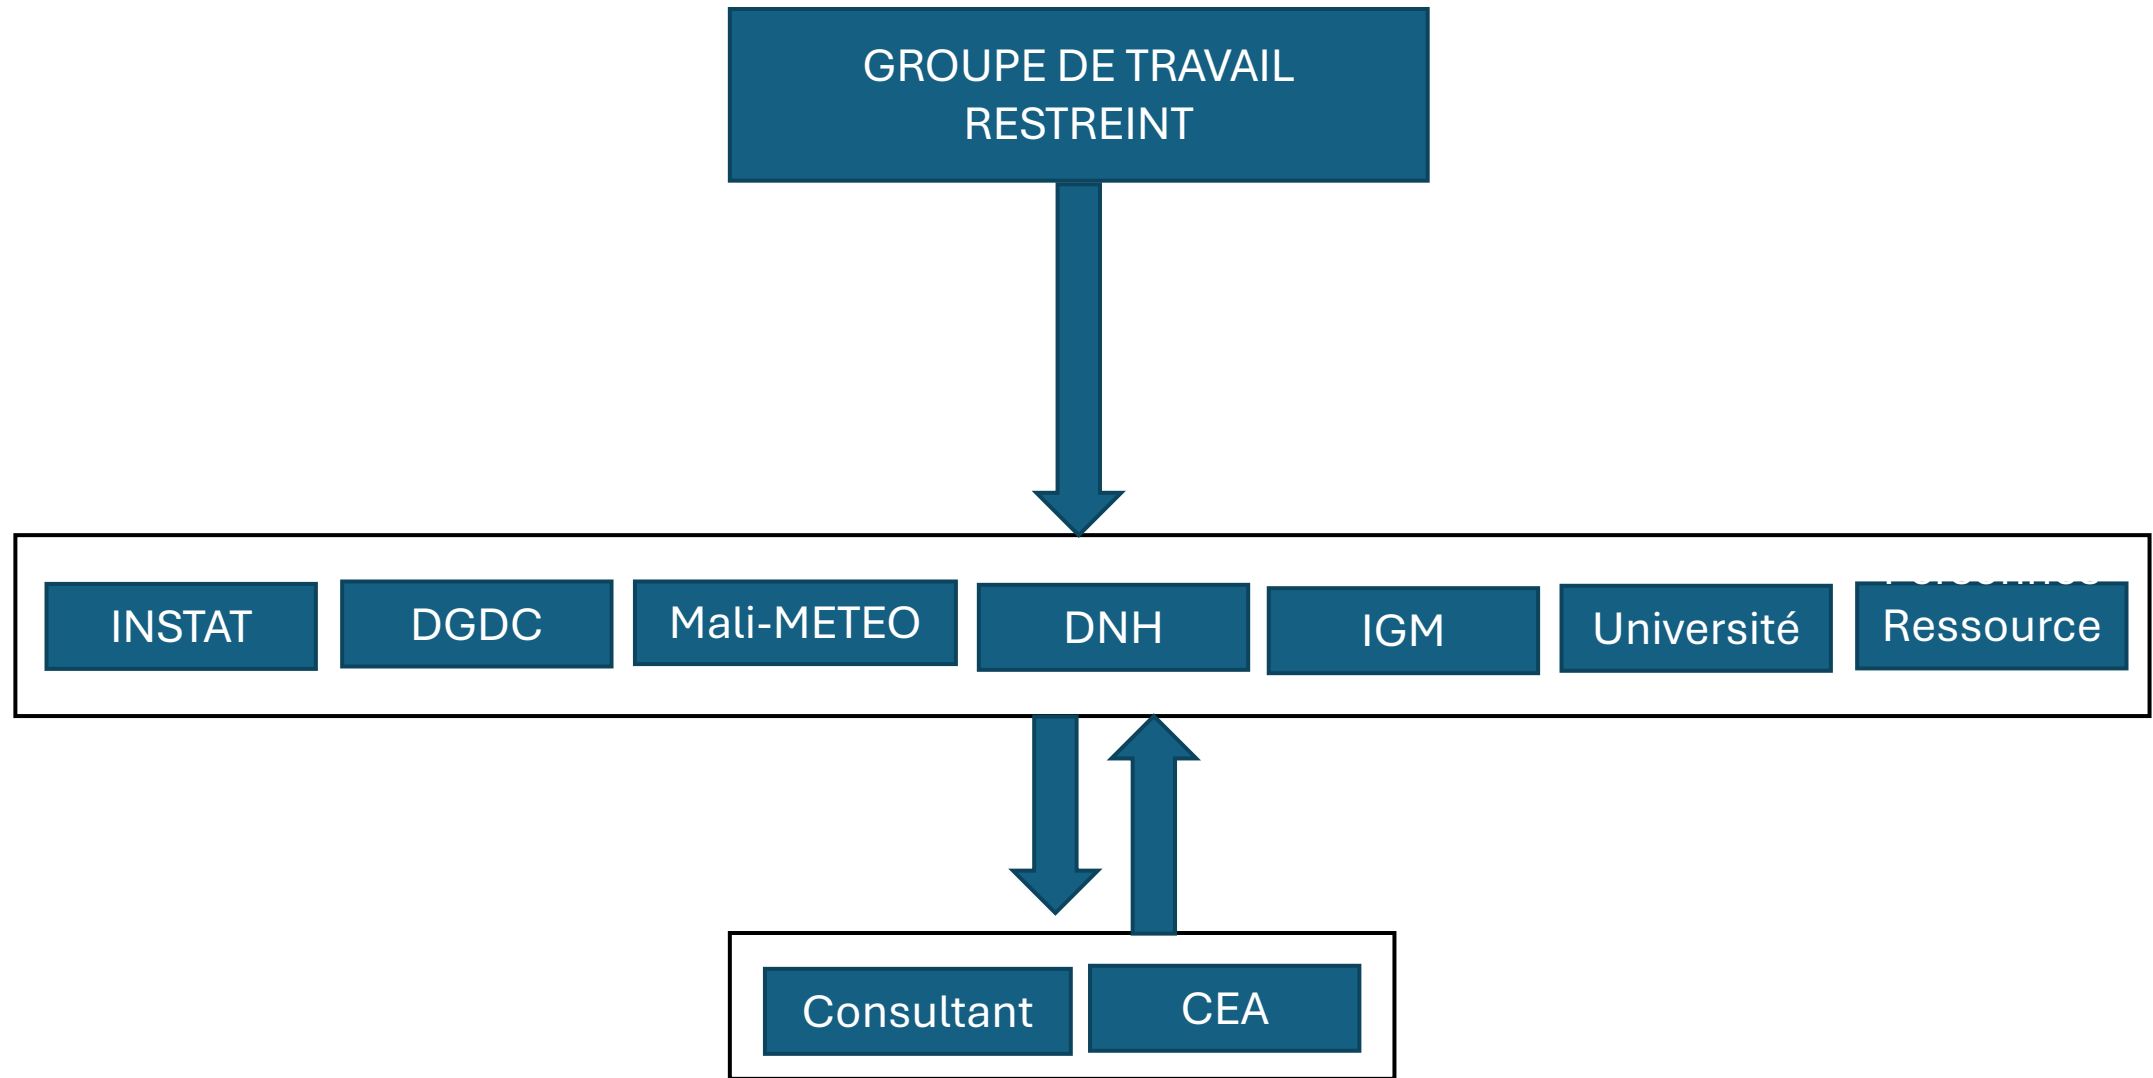 GROUPE DE TRAVAIL
RESTREINT
INSTAT
DGDC
Mali-METEO
DNH
IGM
Université
Ressource
Consultant
CEA